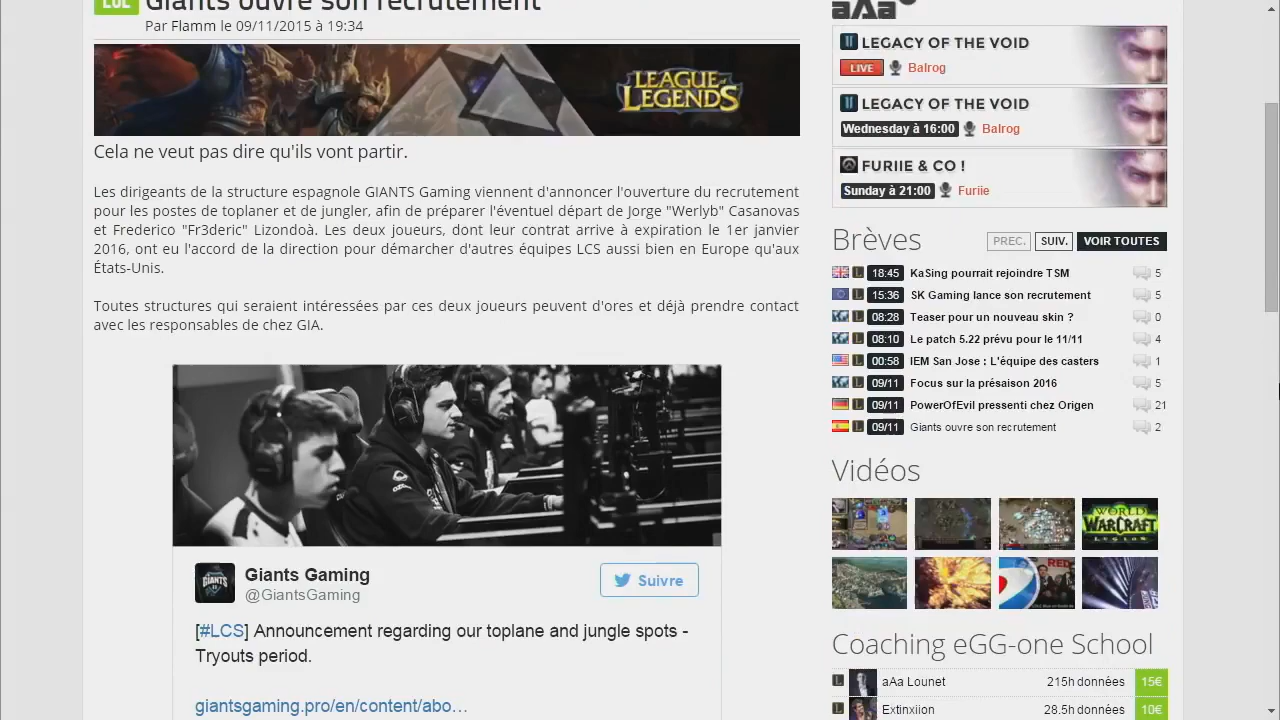 LOL Giants ouvre son recrutement
Par Flamm le 09/11/2015 à 19:34
LEAGUE OF LEGENDS
Cela ne veut pas dire qu'ils vont partir.
Les dirigeants de la structure espagnole GIANTS Gaming viennent d'annoncer l'ouverture du recrutement
pour les postes de toplaner et de jungler, afin de préparer l'éventuel départ de Jorge "Werlyb" Casanovas
et Frederico "Fr3deric" Lizondoà. Les deux joueurs, dont leur contrat arrive à expiration le 1er janvier
2016, ont eu l'accord de la direction pour démarcher d'autres équipes LCS aussi bien en Europe qu'aux
États-Unis.
Toutes structures qui seraient intéressées par ces deux joueurs peuvent d'ores et déjà prendre contact
avec les responsables de chez GIA.
Giants Gaming
@GiantsGaming
Suivre
[#LCS] Announcement regarding our toplane and jungle spots -
Tryouts period.
giantsgaming.pro/en/content/abo…
aAa
LEGACY OF THE VOID
LIVE Balrog
LEGACY OF THE VOID
Wednesday à 16:00 Balrog
FURIIE & CO !
Sunday à 21:00 Furiie
Brèves PREC. SUIV. VOIR TOUTES
18:45 KaSing pourrait rejoindre TSM 5
15:36 SK Gaming lance son recrutement 5
08:28 Teaser pour un nouveau skin ? 0
08:10 Le patch 5.22 prévu pour le 11/11 4
00:58 IEM San Jose : L'équipe des casters 1
09/11 Focus sur la présaison 2016 5
09/11 PowerOfEvil pressenti chez Origen 21
09/11 Giants ouvre son recrutement 2
Vidéos
WORLD
WARCRAFT
LEGION
RED
Coaching eGG-one School
aAa Lounet 215h données 15€
Extinxiion 28.5h données 10€